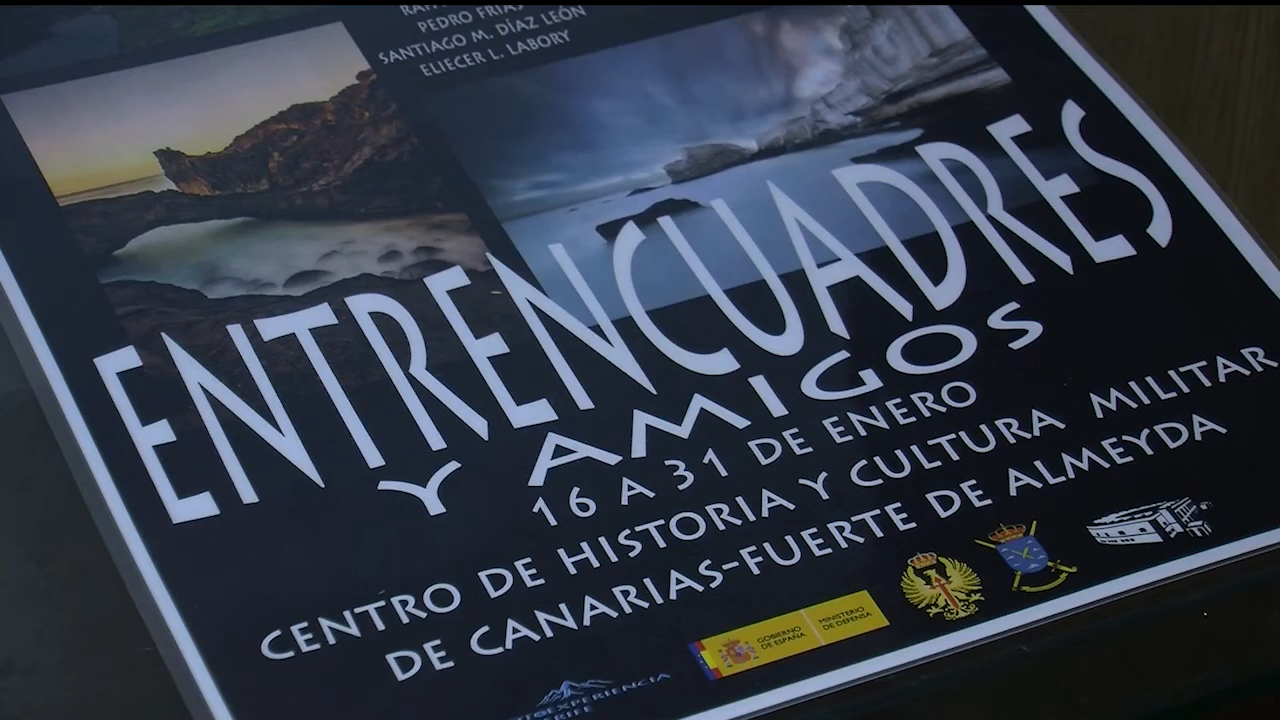 PEDRO FRÍAS
SANTIAGO M. DÍAZ LEÓN
ELIECER L. LABORY
ENTRENCUADRES
Y AMIGOS
16 A 31 DE ENERO
CENTRO DE HISTORIA Y CULTURA MILITAR
DE CANARIAS-FUERTE DE ALMEYDA
GOBIERNO
DE ESPAÑA
MINISTERIO
DE DEFENSA